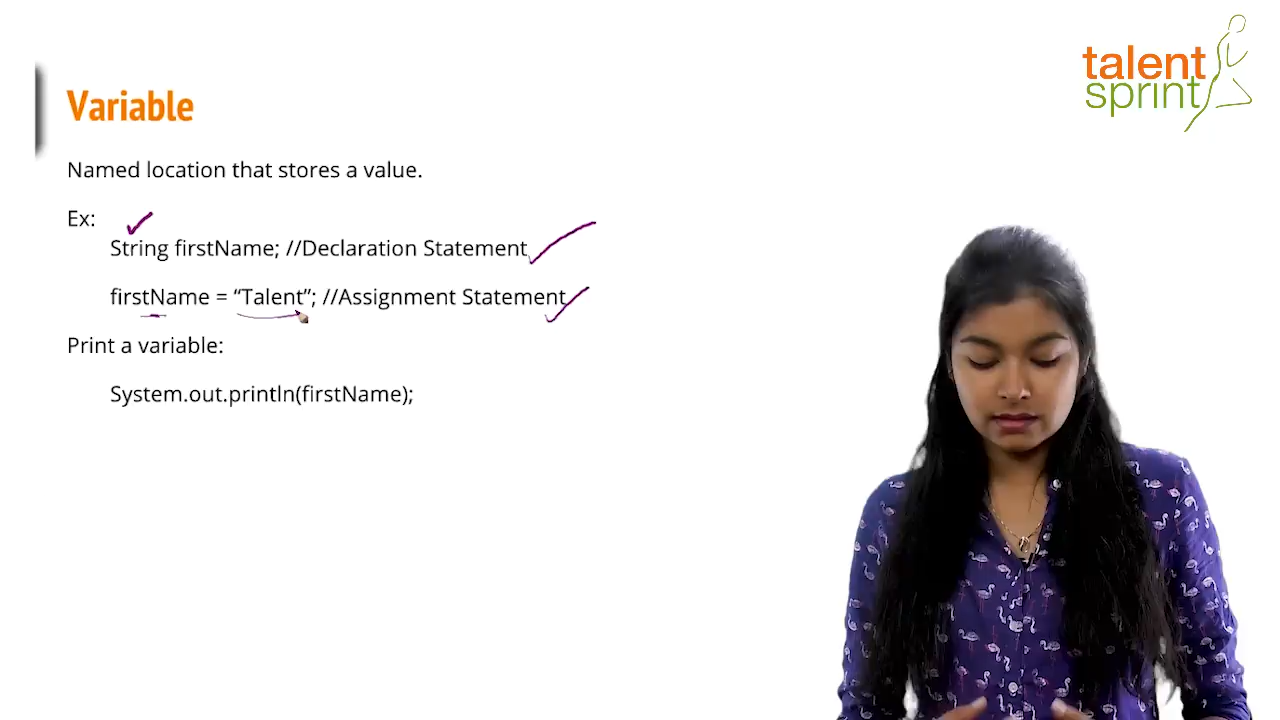 talent
sprint
Variable
Named location that stores a value.
Ex:
String firstName; //Declaration Statement
firstName = “Talent”; //Assignment Statement
Print a variable:
System.out.println(firstName);